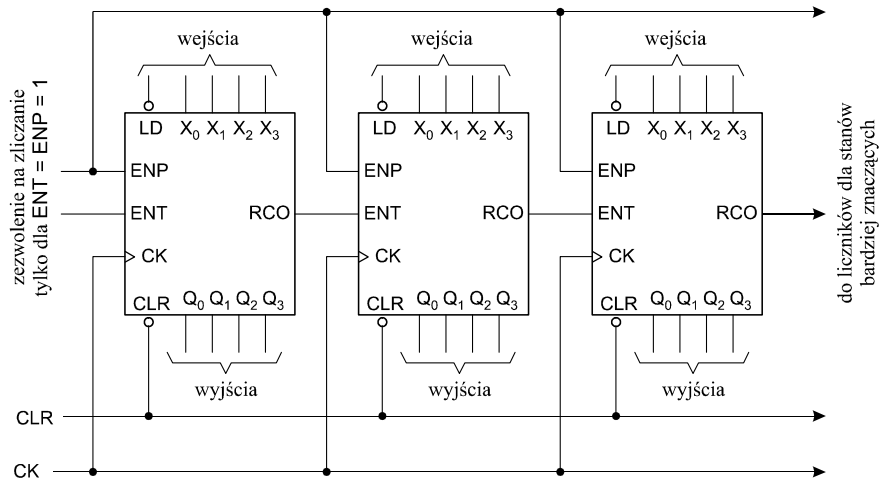 wejścia
wejścia
wejścia
zezwolenie na zliczanie
tylko dla ENT = ENP = 1
LD X0 X1 X2 X3
ENP
ENT RCO
CK
CLR Q0 Q1 Q2 Q3
wyjścia
LD X0 X1 X2 X3
ENP
ENT RCO
CK
CLR Q0 Q1 Q2 Q3
wyjścia
LD X0 X1 X2 X3
ENP
ENT RCO
CK
CLR Q0 Q1 Q2 Q3
wyjścia
do liczników dla stanów
bardziej znaczących
CLR
CK